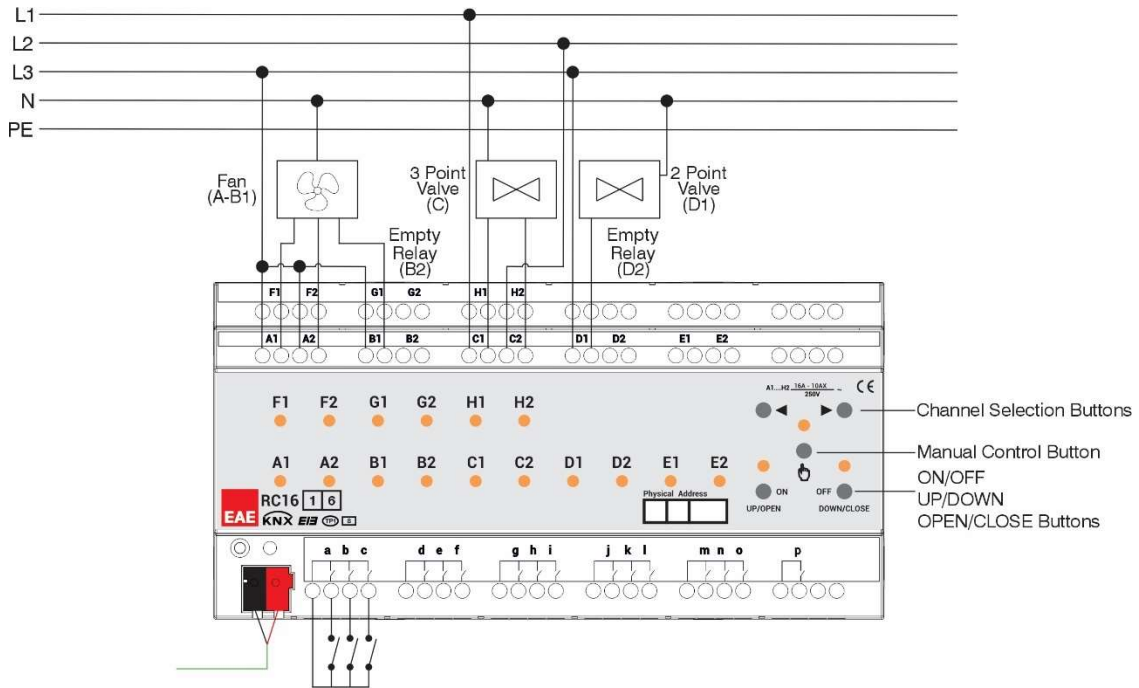 L1
L2
L3
N
PE
Fan
(A-B1)
3 Point
Valve
(C)
2 Point
Valve
(D1)
Empty
Relay
(B2)
Empty
Relay
(D2)
F1 F2 G1 G2 H1 H2
A1 A2 B1 B2 C1 C2 D1 D2 E1 E2
A1....H2 16A - 10AX ~
250V
CE
F1 F2 G1 G2 H1 H2
◄ ►
Channel Selection Buttons
Manual Control Button
A1 A2 B1 B2 C1 C2 D1 D2 E1 E2
ON OFF
UP/OPEN DOWN/CLOSE
ON/OFF
UP/DOWN
OPEN/CLOSE Buttons
Physical Address
EAE
RC16 1 6
KNX EIB TP1 8
a b c d e f g h i j k l m n o p